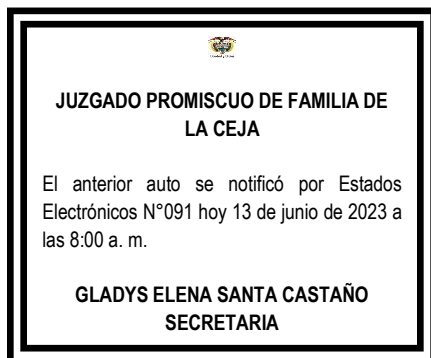 JUZGADO PROMISCUO DE FAMILIA DE
LA CEJA
El anterior auto se notificó por Estados
Electrónicos N°091 hoy 13 de junio de 2023 a
las 8:00 a. m.
GLADYS ELENA SANTA CASTAÑO
SECRETARIA